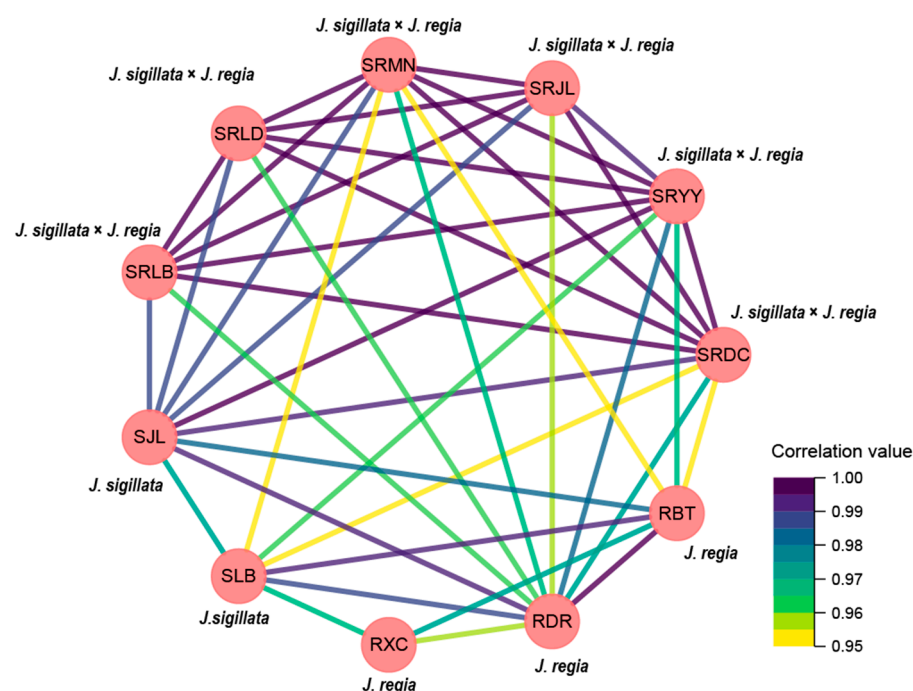 J. sigillata × J. regia
J. sigillata × J. regia
J. sigillata × J. regia
SRMN
SRJL
SRLD
J. sigillata × J. regia
SRYY
J. sigillata × J. regia
SRLB
J. sigillata × J. regia
SRDC
SJL
J. sigillata
Correlation value
1.00
0.99
0.98
0.97
0.96
0.95
RBT
J. regia
SLB
J.sigillata
RDR
J. regia
RXC
J. regia